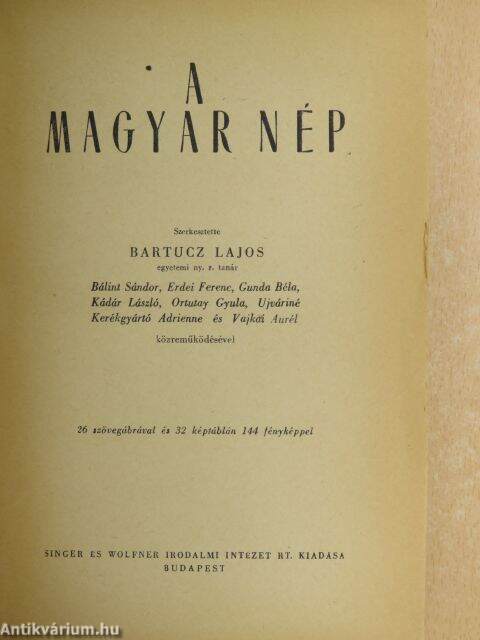 A
MAGYAR NÉP
Szerkesztette
BARTUCZ LAJOS
egyetemi ny. r. tanár
Bálint Sándor, Erdei Ferenc, Gunda Béla,
Kádár László, Ortutay Gyula, Ujváriné
Kerékgyártó Adrienne és Vajkai Aurél
közreműködésével
26 szövegábrával és 32 képtáblán 144 fényképpel
SINGER ÉS WOLFNER IRODALMI INTEZET RT. KIADÁSA
BUDAPEST
Antikvárium.hu